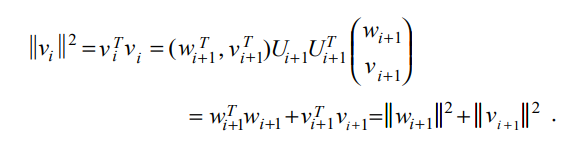 ‖v_i‖² = v_i^T v_i = (w_{i+1}^T, v_{i+1}^T) U_{i+1} U_{i+1}^T (w_{i+1} v_{i+1})
= w_{i+1}^T w_{i+1} + v_{i+1}^T v_{i+1} = ‖w_{i+1}‖² + ‖v_{i+1}‖² .